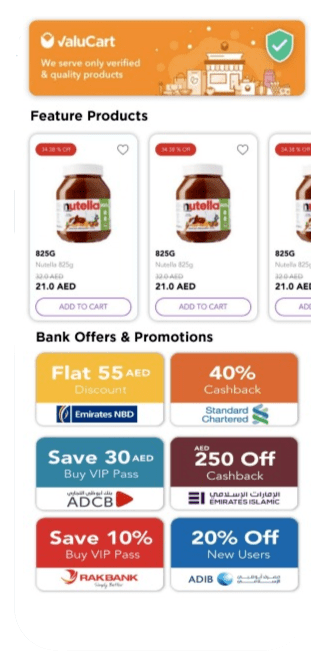 ValuCart
We serve only verified
& quality products
Feature Products
34.38 % Off
34.38 % Off
34.38 % Off
nutella
nutella
825G
825G
825G
Nutella 825g
Nutella 825g
Nutella 825g
32.0 AED
32.0 AED
32.0 AED
21.0 AED
21.0 AED
21.0 AED
ADD TO CART
ADD TO CART
Bank Offers & Promotions
Flat 55 AED
Discount
Emirates NBD
40%
Cashback
Standard
Chartered
Save 30 AED
Buy VIP Pass
بنك أبوظبي التجاري
ADCB
AED
250 Off
Cashback
الإمارات الإسلامي
EMIRATES ISLAMIC
Save 10%
Buy VIP Pass
RAKBANK
Simply Better
20% Off
New Users
ADIB
مصرف أبوظبي
الإسلامي